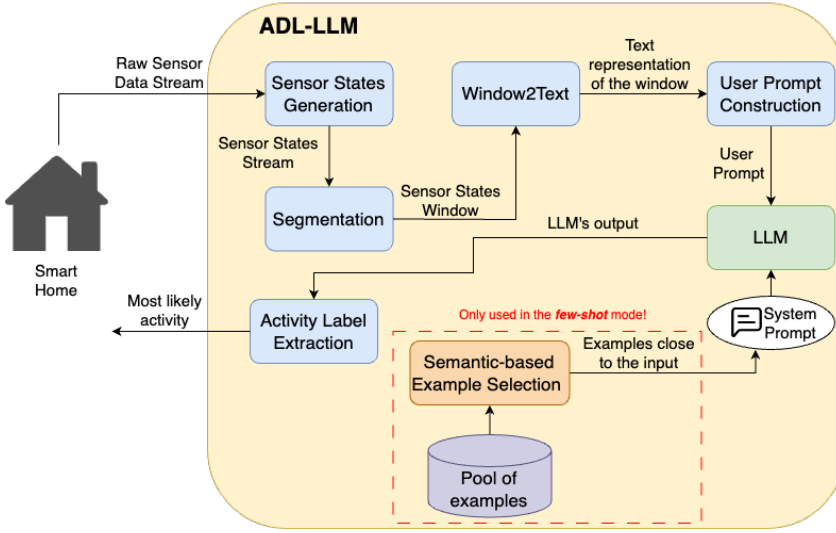 ADL-LLM
Raw Sensor
Data Stream
Sensor States
Generation
Window2Text
Text
representation
of the window
User Prompt
Construction
Sensor States
Stream
User
Prompt
Segmentation
Sensor States
Window
LLM's output
LLM
Smart
Home
Most likely
activity
Activity Label
Extraction
Only used in the few-shot mode!
System
Prompt
Semantic-based
Example Selection
Examples close
to the input
Pool of
examples